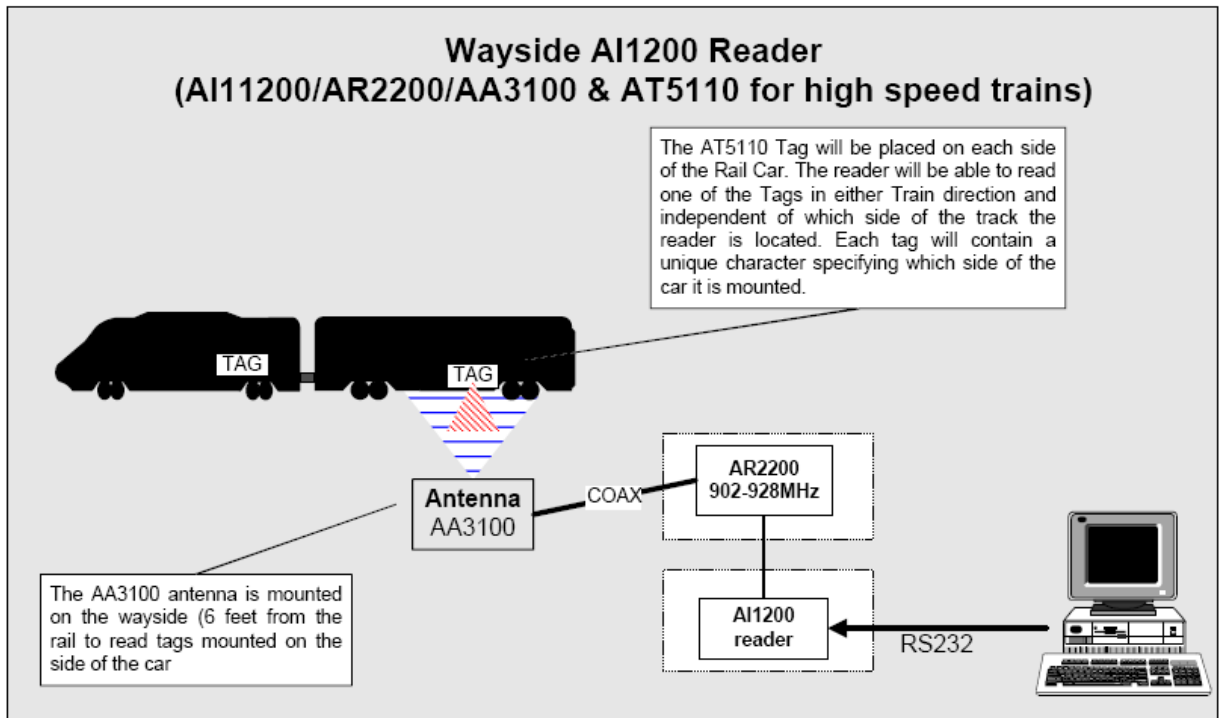 Wayside AI1200 Reader
(AI11200/AR2200/AA3100 & AT5110 for high speed trains)
The AT5110 Tag will be placed on each side
of the Rail Car. The reader will be able to read
one of the Tags in either Train direction and
independent of which side of the track the
reader is located. Each tag will contain a
unique character specifying which side of the
car it is mounted.
TAG
TAG
Antenna
AA3100
COAX
AR2200
902-928MHz
The AA3100 antenna is mounted
on the wayside (6 feet from the
rail to read tags mounted on the
side of the car
AI1200
reader
RS232